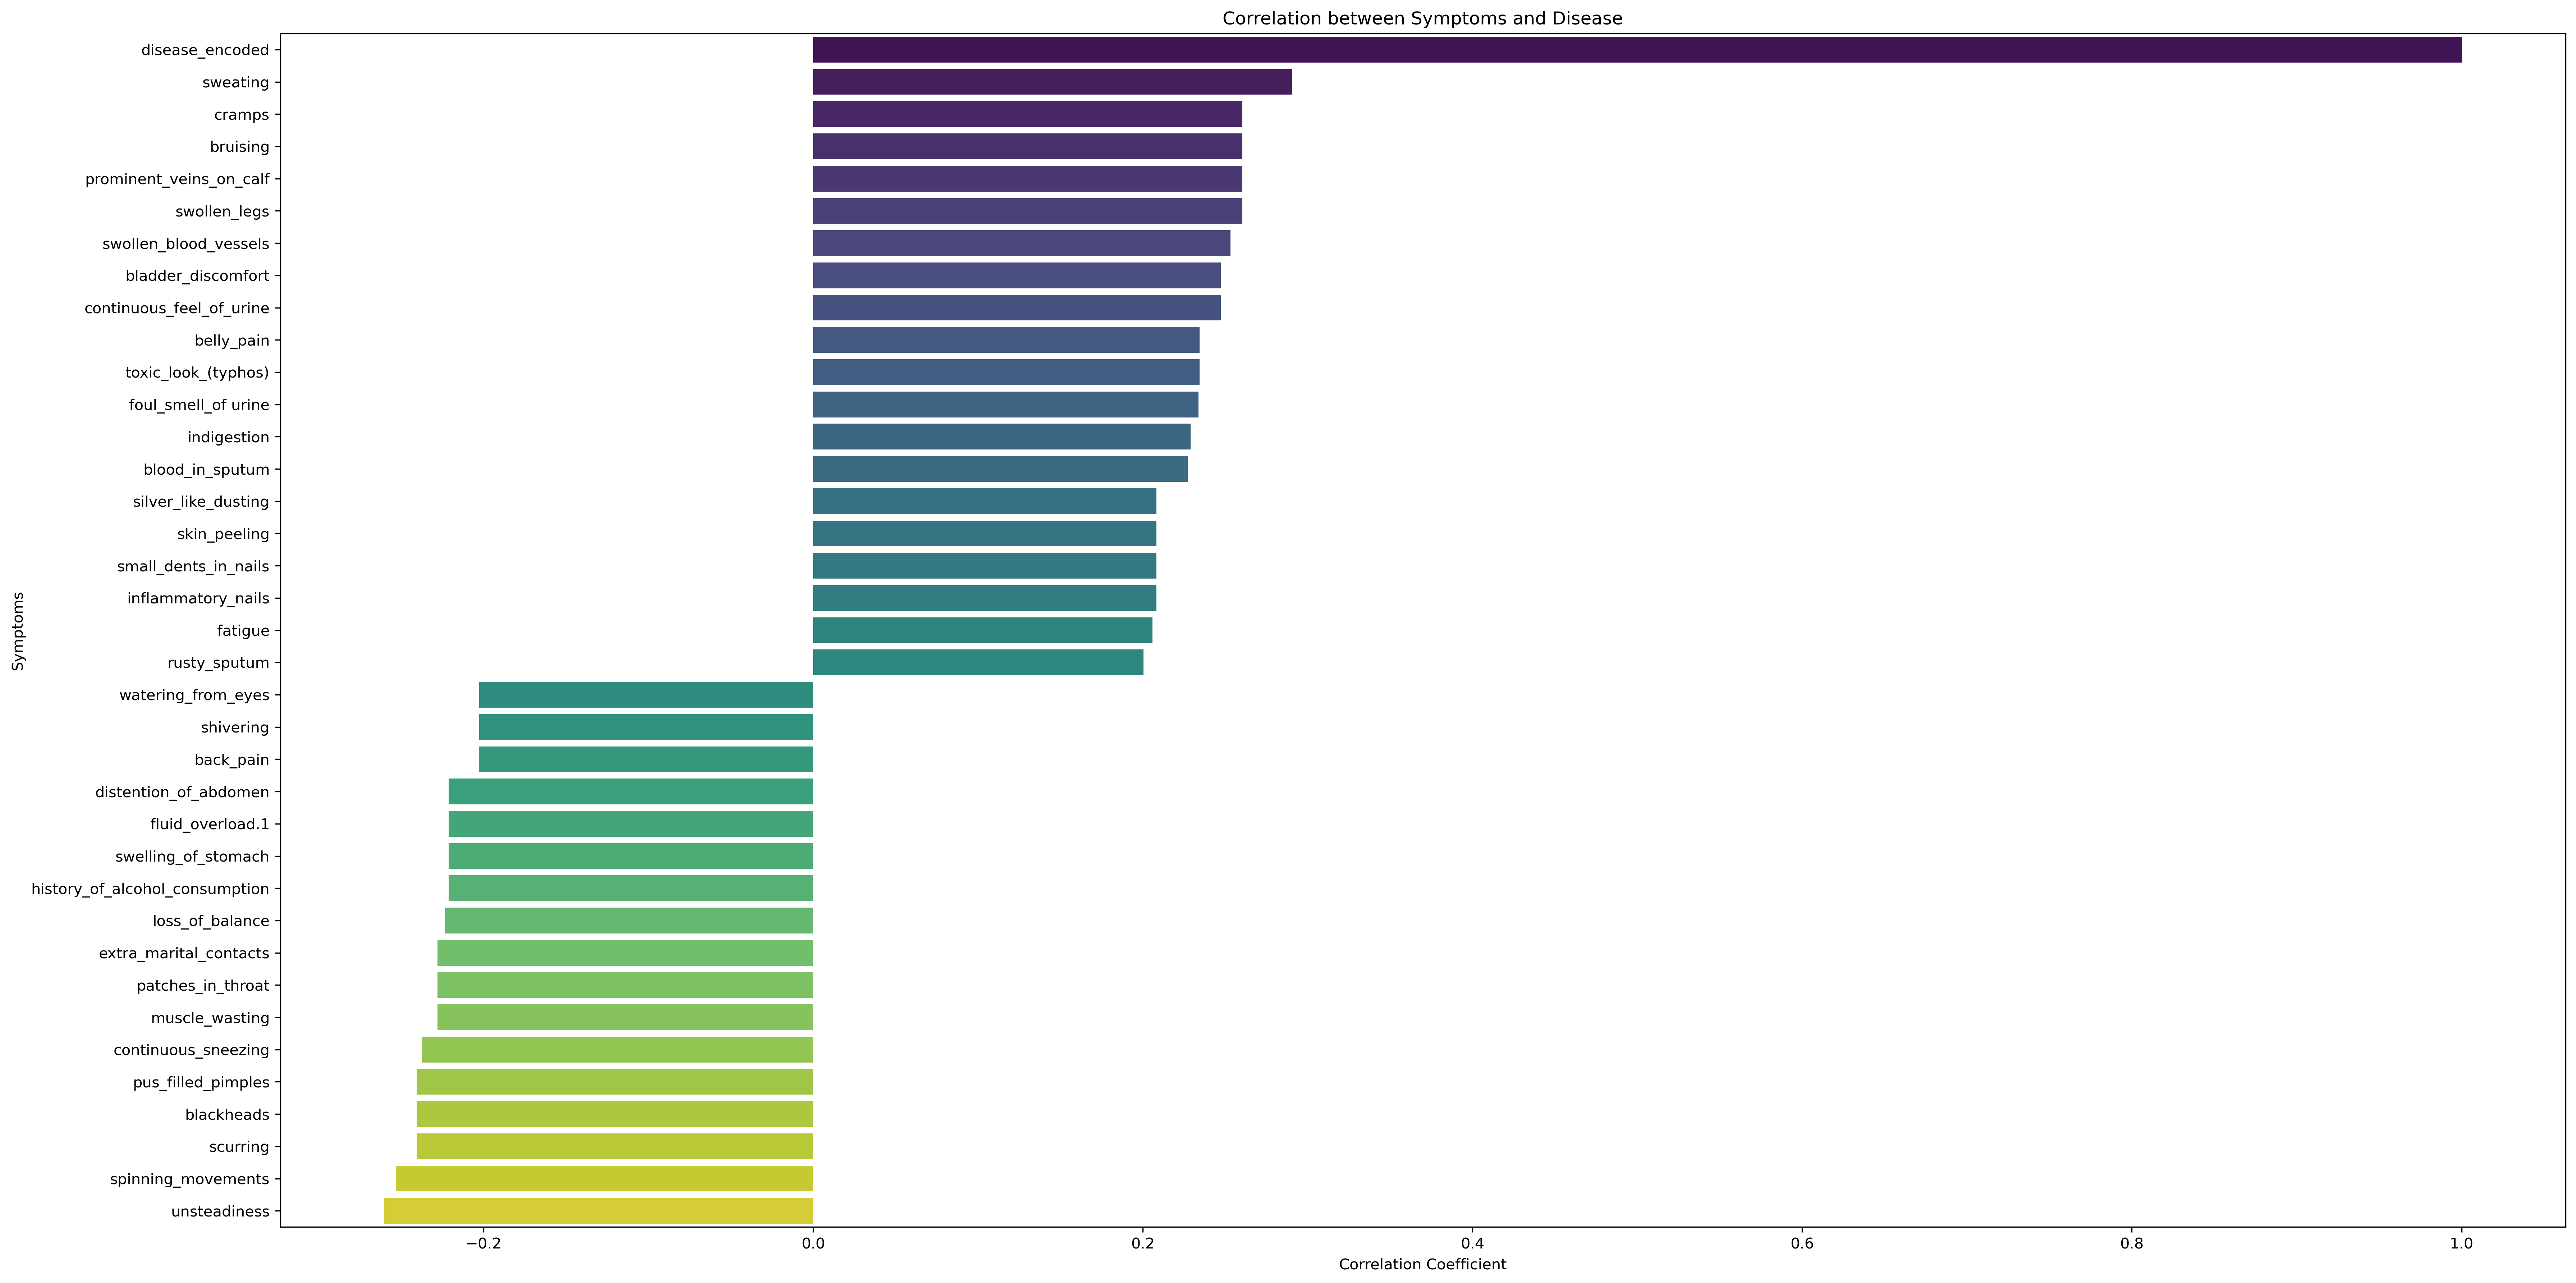 Correlation between Symptoms and Disease
disease_encoded
sweating
cramps
bruising
prominent_veins_on_calf
swollen_legs
swollen_blood_vessels
bladder_discomfort
continuous_feel_of_urine
belly_pain
toxic_look_(typhos)
foul_smell_of urine
indigestion
blood_in_sputum
silver_like_dusting
skin_peeling
small_dents_in_nails
inflammatory_nails
fatigue
rusty_sputum
watering_from_eyes
shivering
back_pain
distention_of_abdomen
fluid_overload.1
swelling_of_stomach
history_of_alcohol_consumption
loss_of_balance
extra_marital_contacts
patches_in_throat
muscle_wasting
continuous_sneezing
pus_filled_pimples
blackheads
scurring
spinning_movements
unsteadiness
Symptoms
−0.2 0.0 0.2 0.4 0.6 0.8 1.0
Correlation Coefficient